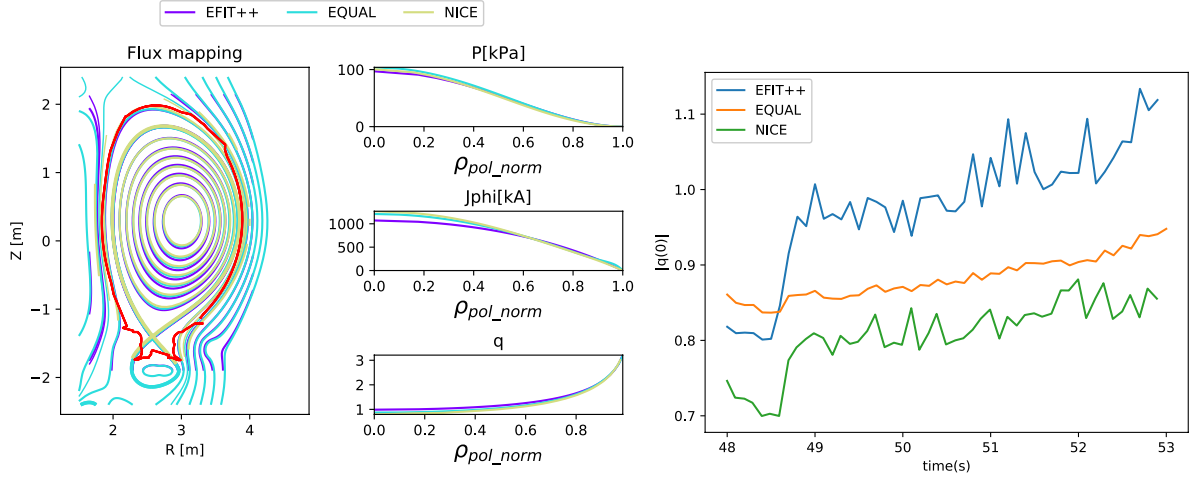 EFIT++ EQUAL NICE
Flux mapping
Z [m]
2
1
0
−1
−2
2 3 4
R [m]
P[kPa]
100
0
0.0 0.2 0.4 0.6 0.8 1.0
ρpol_norm
Jphi[kA]
1000
500
0
0.0 0.2 0.4 0.6 0.8 1.0
ρpol_norm
q
3
2
1
0.0 0.2 0.4 0.6 0.8
ρpol_norm
EFIT++
EQUAL
NICE
|q(0)|
1.1
1.0
0.9
0.8
0.7
48 49 50 51 52 53
time(s)